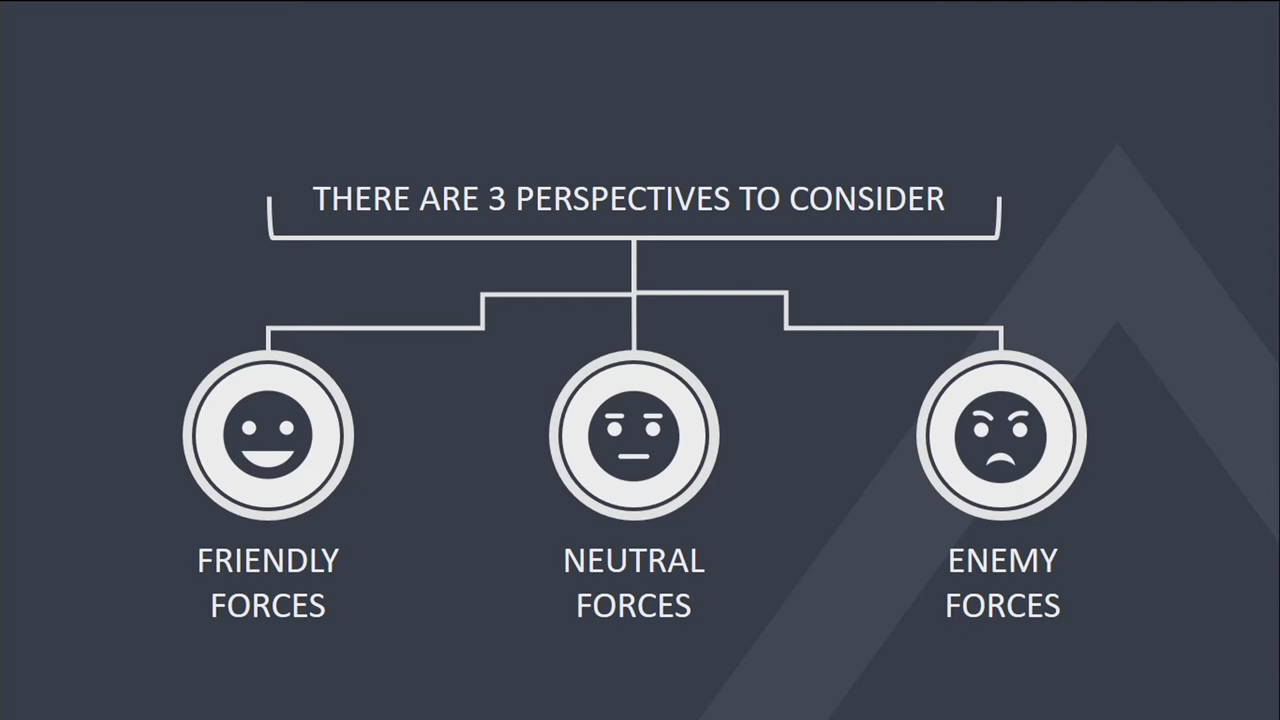 THERE ARE 3 PERSPECTIVES TO CONSIDER
FRIENDLY
FORCES
NEUTRAL
FORCES
ENEMY
FORCES